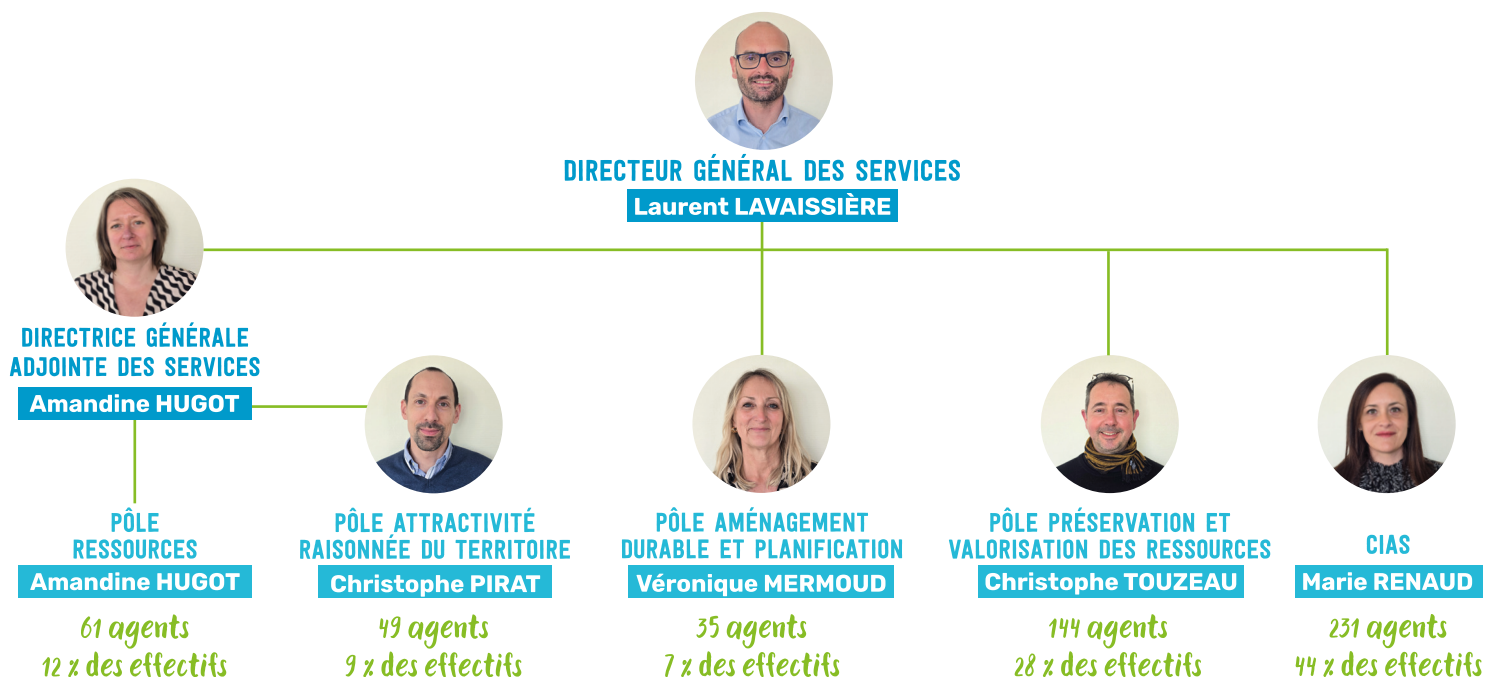 DIRECTEUR GÉNÉRAL DES SERVICES
Laurent LAVAISSIÈRE
DIRECTRICE GÉNÉRALE
ADJOINTE DES SERVICES
Amandine HUGOT
PÔLE
RESSOURCES
Amandine HUGOT
61 agents
12 % des effectifs
PÔLE ATTRACTIVITÉ
RAISONNÉE DU TERRITOIRE
Christophe PIRAT
49 agents
9 % des effectifs
PÔLE AMÉNAGEMENT
DURABLE ET PLANIFICATION
Véronique MERMOUD
35 agents
7 % des effectifs
PÔLE PRÉSERVATION ET
VALORISATION DES RESSOURCES
Christophe TOUZEAU
144 agents
28 % des effectifs
CIAS
Marie RENAUD
231 agents
44 % des effectifs